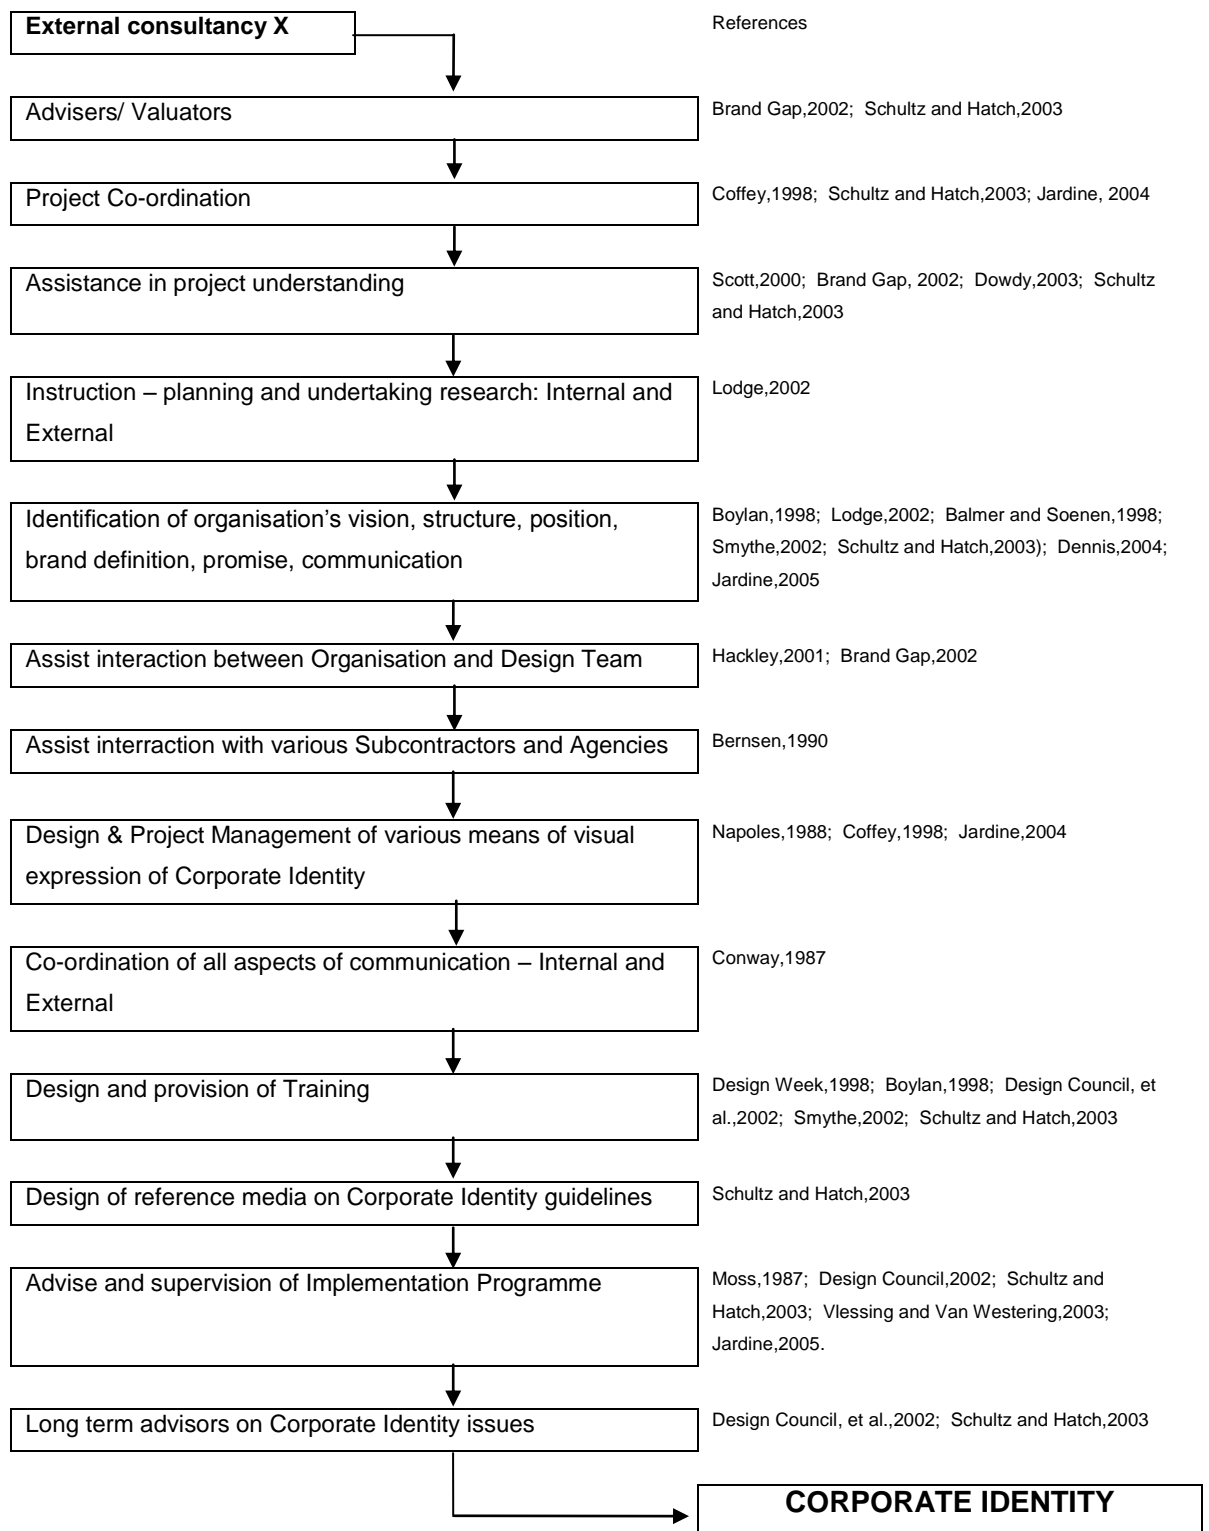 External consultancy X
References
Advisers/ Valuators
Brand Gap,2002; Schultz and Hatch,2003
Project Co-ordination
Coffey,1998; Schultz and Hatch,2003; Jardine, 2004
Assistance in project understanding
Scott,2000; Brand Gap, 2002; Dowdy,2003; Schultz
and Hatch,2003
Instruction – planning and undertaking research: Internal and
External
Lodge,2002
Identification of organisation's vision, structure, position,
brand definition, promise, communication
Boylan,1998; Lodge,2002; Balmer and Soenen,1998;
Smythe,2002; Schultz and Hatch,2003); Dennis,2004;
Jardine,2005
Assist interaction between Organisation and Design Team
Hackley,2001; Brand Gap,2002
Assist interraction with various Subcontractors and Agencies
Bernsen,1990
Design & Project Management of various means of visual
expression of Corporate Identity
Napoles,1988; Coffey,1998; Jardine,2004
Co-ordination of all aspects of communication – Internal and
External
Conway,1987
Design and provision of Training
Design Week,1998; Boylan,1998; Design Council, et
al.,2002; Smythe,2002; Schultz and Hatch,2003
Design of reference media on Corporate Identity guidelines
Schultz and Hatch,2003
Advise and supervision of Implementation Programme
Moss,1987; Design Council,2002; Schultz and
Hatch,2003; Vlessing and Van Westering,2003;
Jardine,2005.
Long term advisors on Corporate Identity issues
Design Council, et al.,2002; Schultz and Hatch,2003
CORPORATE IDENTITY